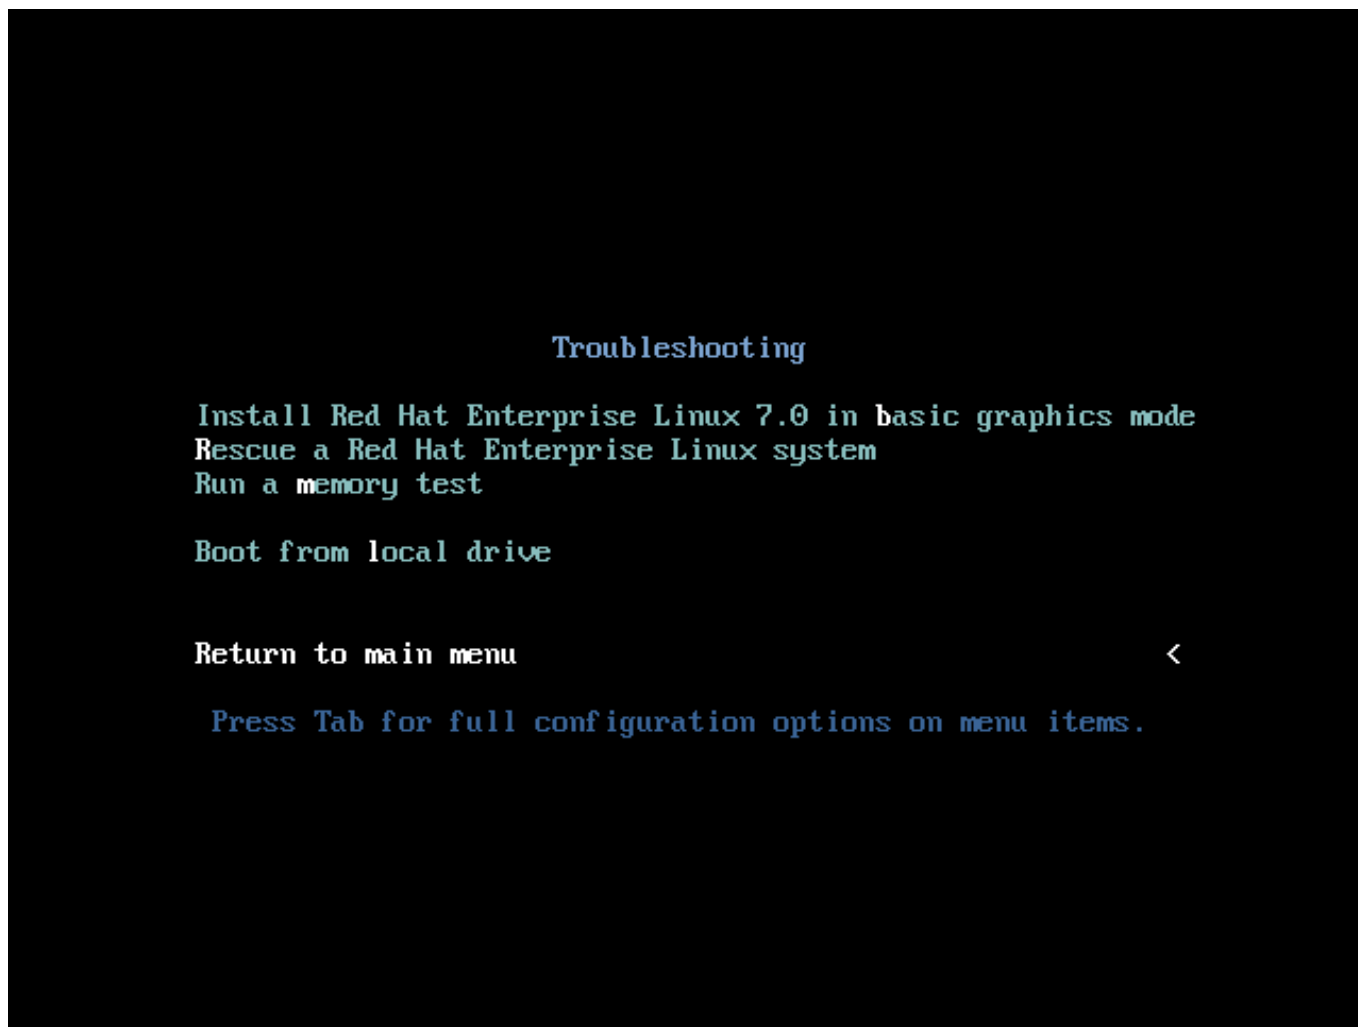 Troubleshooting
Install Red Hat Enterprise Linux 7.0 in basic graphics mode
Rescue a Red Hat Enterprise Linux system
Run a memory test
Boot from local drive
Return to main menu <
Press Tab for full configuration options on menu items.